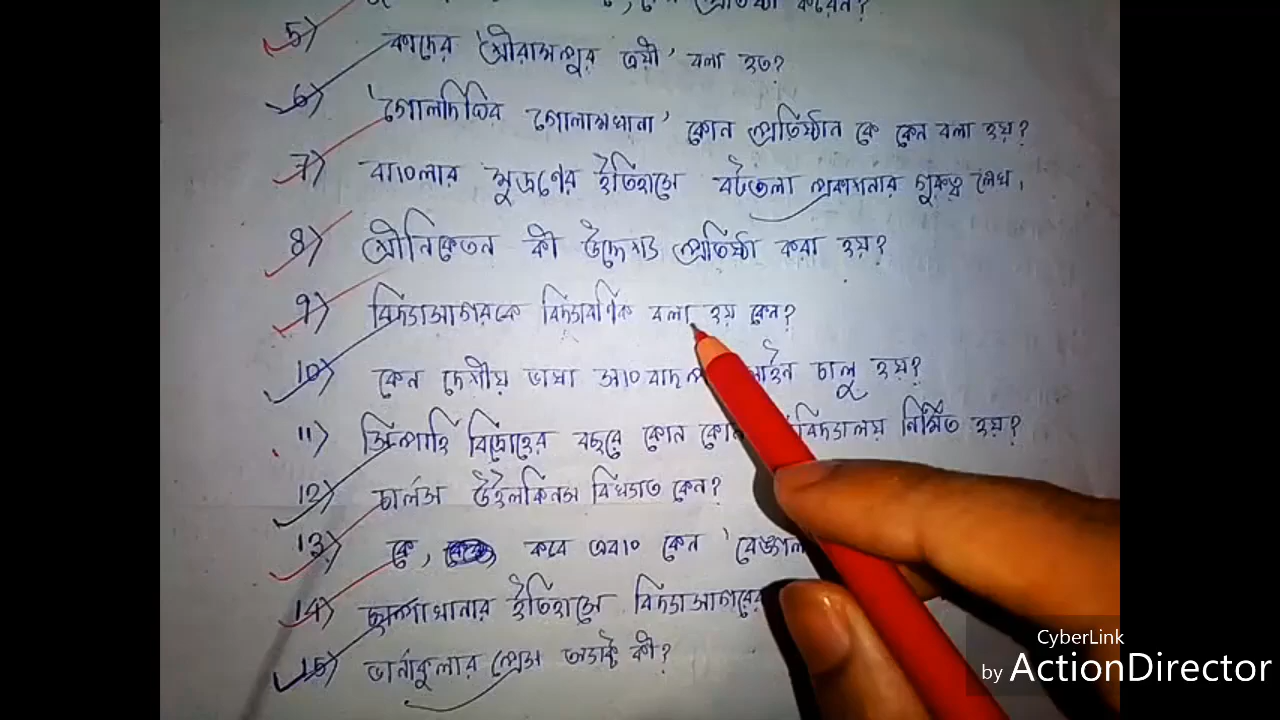 কেন প্রতিষ্ঠা করেন?
5) কাদের 'শ্রীরামপুর ত্রয়ী' বলা হত?
6) 'গোলদিঘির গোলামখানা' কোন প্রতিষ্ঠান কে কেন বলা হয়?
7) বাংলার মুদ্রণের ইতিহাসে বটতলা প্রকাশনার গুরুত্ব লেখ।
8) শ্রীনিকেতন কী উদ্দেশ্যে প্রতিষ্ঠা করা হয়?
9) বিদ্যাসাগরকে বিদ্যাবণিক বলা হয় কেন?
10) কেন দেশীয় ভাষা সংবাদপত্র আইন চালু হয়?
11) সিপাহি বিদ্রোহের বছরে কোন কোন বিশ্ববিদ্যালয় নির্মিত হয়?
12) চার্লস উইলকিনস বিখ্যাত কেন?
13) কে, কবে এবং কেন 'বেঙ্গল
14) ছাপাখানার ইতিহাসে বিদ্যাসাগরের
15) ভার্নাকুলার প্রেস অ্যাক্ট কী?
CyberLink
by ActionDirector